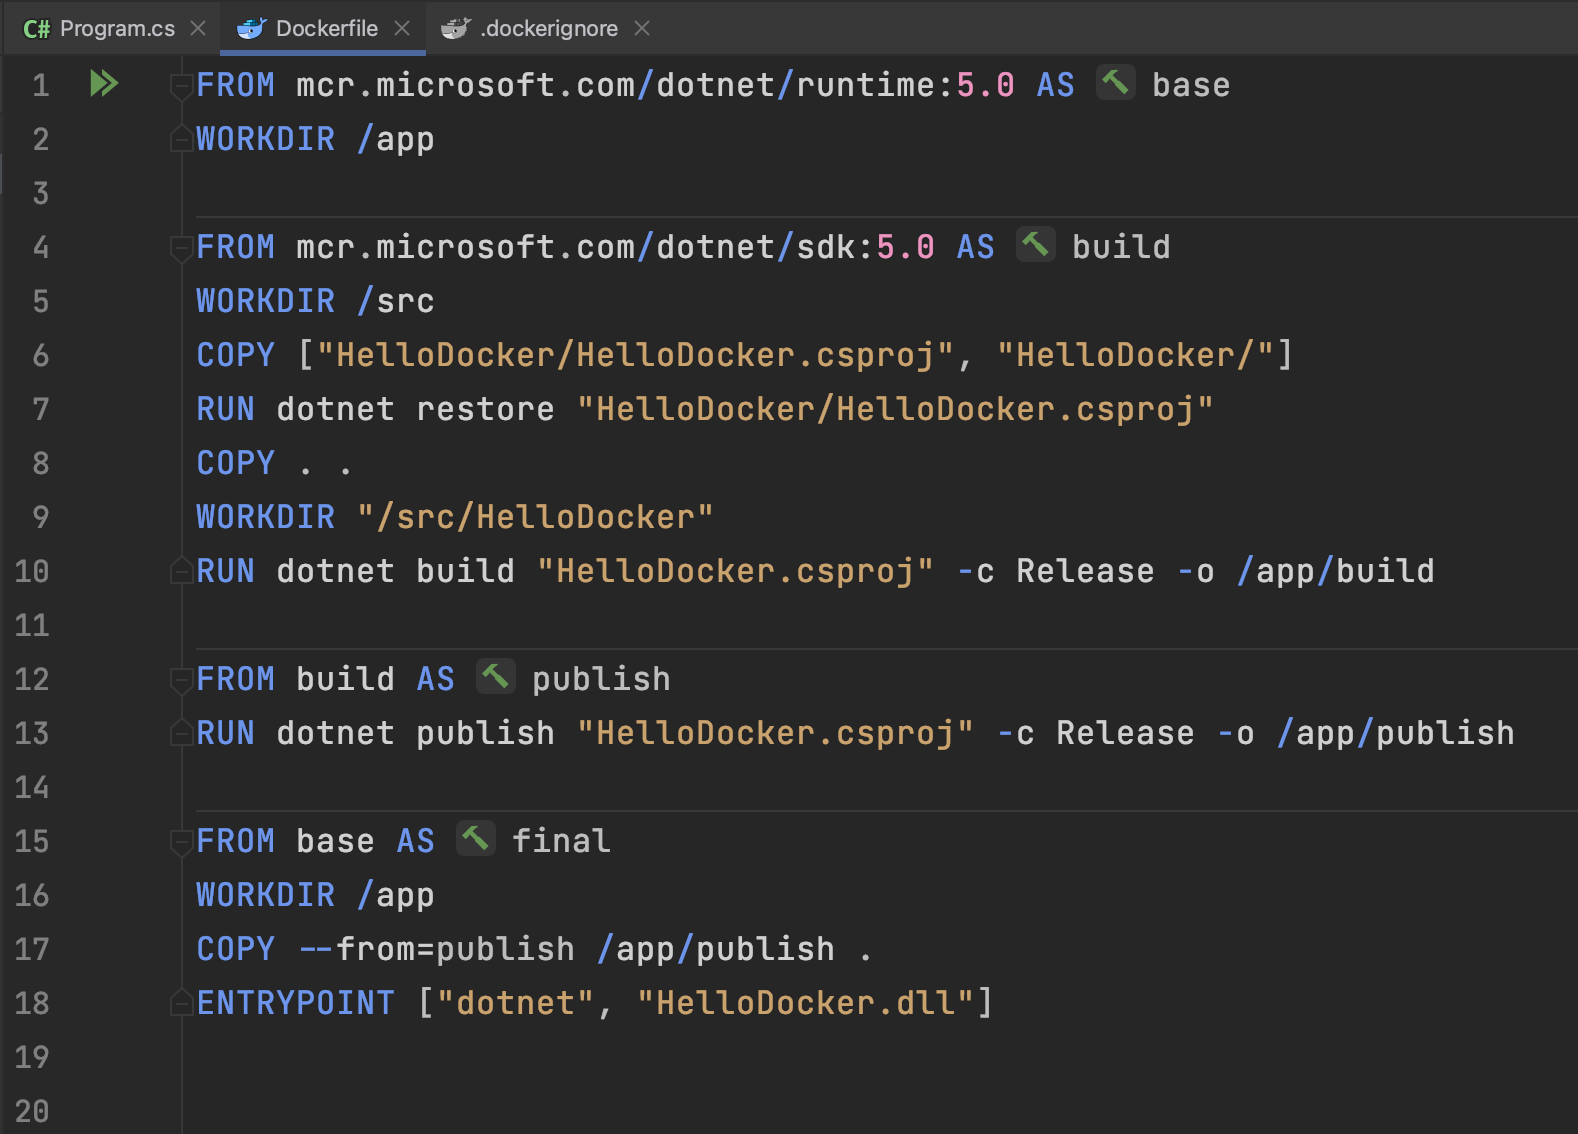 C# Program.cs Dockerfile .dockerignore
1 FROM mcr.microsoft.com/dotnet/runtime:5.0 AS base
2 WORKDIR /app
3
4 FROM mcr.microsoft.com/dotnet/sdk:5.0 AS build
5 WORKDIR /src
6 COPY ["HelloDocker/HelloDocker.csproj", "HelloDocker/"]
7 RUN dotnet restore "HelloDocker/HelloDocker.csproj"
8 COPY . .
9 WORKDIR "/src/HelloDocker"
10 RUN dotnet build "HelloDocker.csproj" -c Release -o /app/build
11
12 FROM build AS publish
13 RUN dotnet publish "HelloDocker.csproj" -c Release -o /app/publish
14
15 FROM base AS final
16 WORKDIR /app
17 COPY --from=publish /app/publish .
18 ENTRYPOINT ["dotnet", "HelloDocker.dll"]
19
20